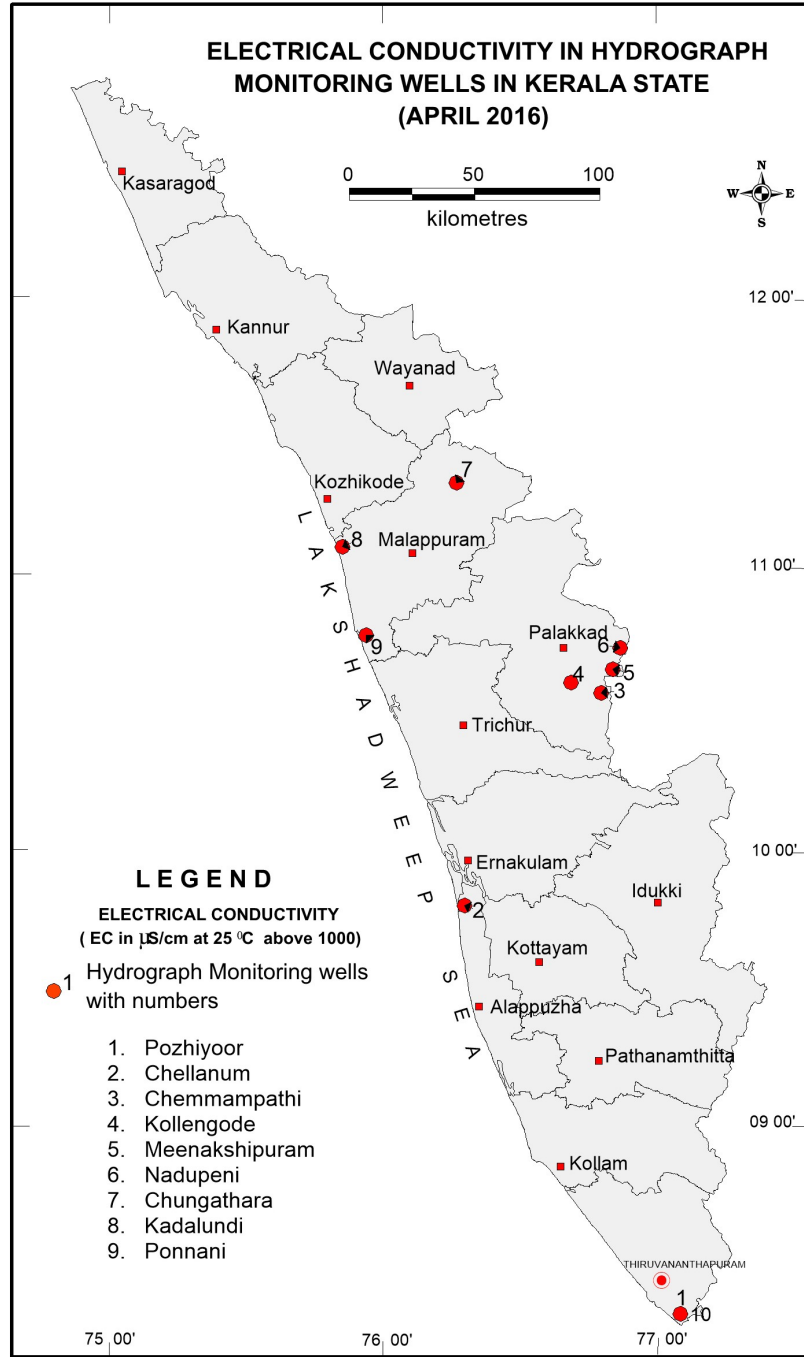 ELECTRICAL CONDUCTIVITY IN HYDROGRAPH
MONITORING WELLS IN KERALA STATE
(APRIL 2016)
0 50 100
kilometres
N
W E
S
Kasaragod
12 00'
Kannur
Wayanad
7
Kozhikode
8
Malappuram
11 00'
9
Palakkad
6
5
4
3
Trichur
LAKSHADWEEP SEA
10 00'
Ernakulam
Idukki
2
Kottayam
Alappuzha
Pathanamthitta
09 00'
Kollam
THIRUVANANTHAPURAM
1
10
LEGEND
ELECTRICAL CONDUCTIVITY
( EC in µS/cm at 25 ⁰C above 1000)
1 Hydrograph Monitoring wells
with numbers
1. Pozhiyoor
2. Chellanum
3. Chemmampathi
4. Kollengode
5. Meenakshipuram
6. Nadupeni
7. Chungathara
8. Kadalundi
9. Ponnani
75 00' 76 00' 77 00'